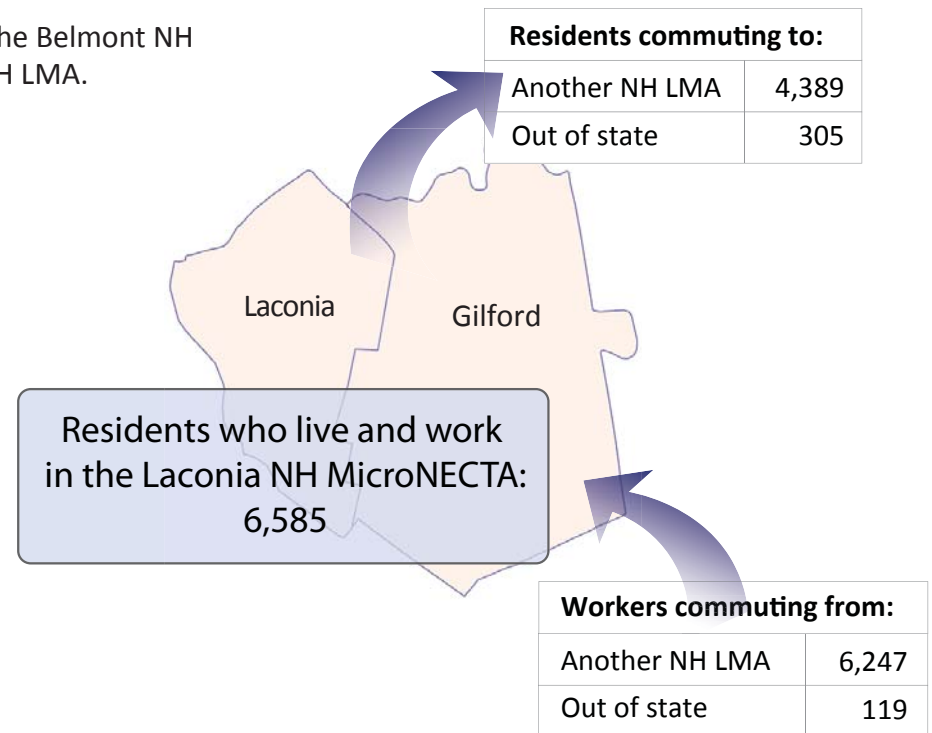 he Belmont NH
H LMA.
Residents commuting to:
Another NH LMA 4,389
Out of state 305
Laconia
Gilford
Residents who live and work
in the Laconia NH MicroNECTA:
6,585
Workers commuting from:
Another NH LMA 6,247
Out of state 119